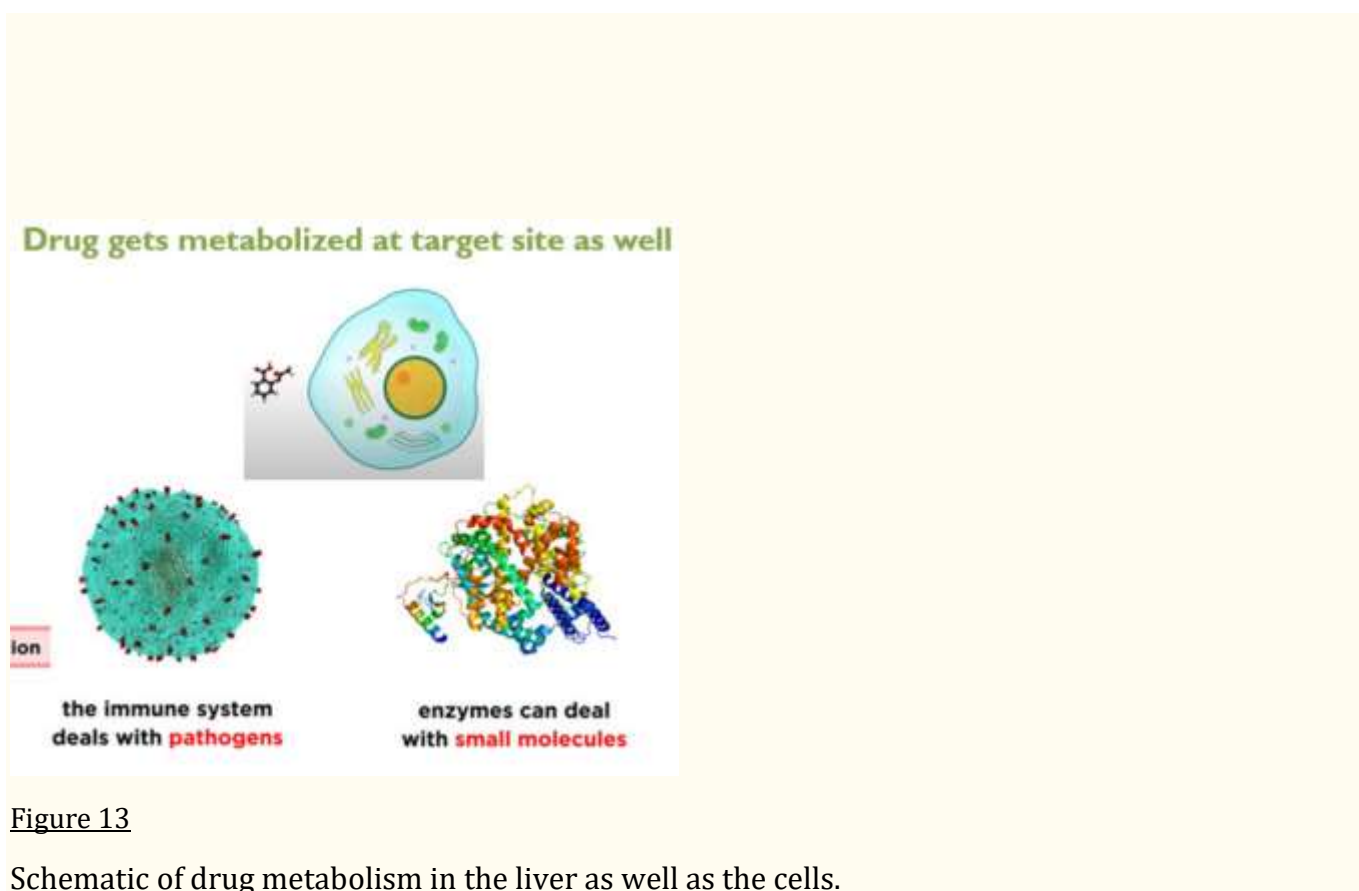 Drug gets metabolized at target site as well
ion
the immune system
deals with pathogens
enzymes can deal
with small molecules
Figure 13
Schematic of drug metabolism in the liver as well as the cells.